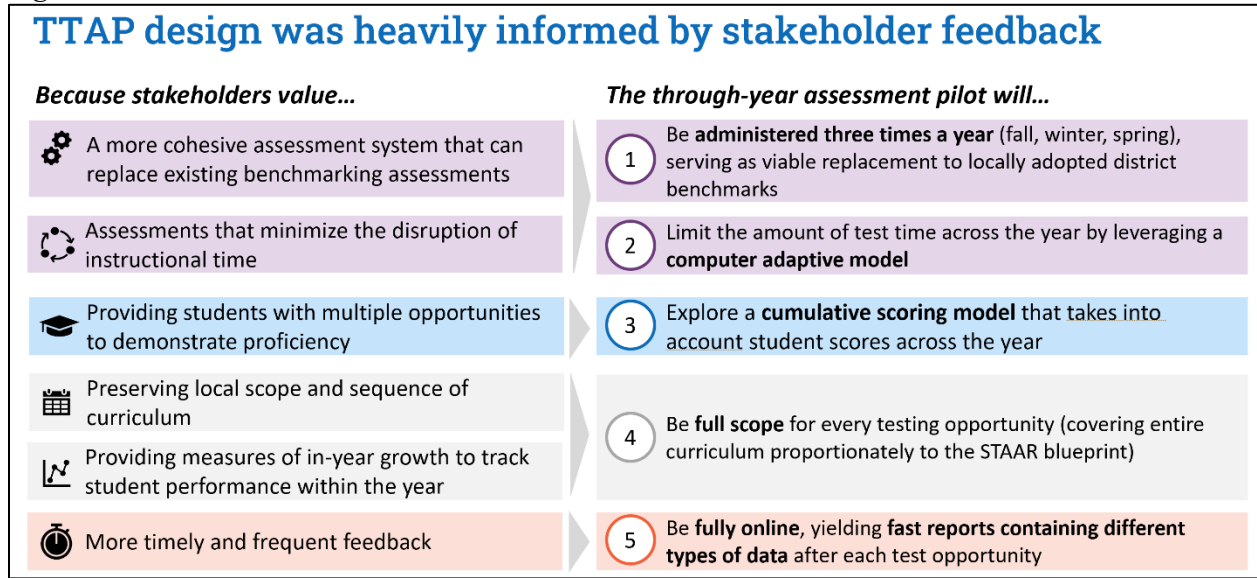 TTAP design was heavily informed by stakeholder feedback
Because stakeholders value…
The through-year assessment pilot will…
A more cohesive assessment system that can
replace existing benchmarking assessments
Assessments that minimize the disruption of
instructional time
1
Be administered three times a year (fall, winter, spring),
serving as viable replacement to locally adopted district
benchmarks
2
Limit the amount of test time across the year by leveraging a
computer adaptive model
Providing students with multiple opportunities
to demonstrate proficiency
3
Explore a cumulative scoring model that takes into
account student scores across the year
Preserving local scope and sequence of
curriculum
Providing measures of in-year growth to track
student performance within the year
4
Be full scope for every testing opportunity (covering entire
curriculum proportionately to the STAAR blueprint)
More timely and frequent feedback
5
Be fully online, yielding fast reports containing different
types of data after each test opportunity